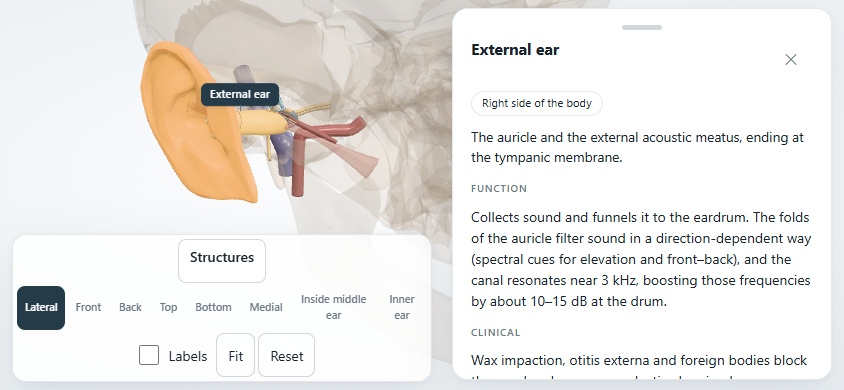 External ear
Structures
Lateral
Front
Back
Top
Bottom
Medial
Inside middle
ear
Inner
ear
Labels
Fit
Reset
External ear
Right side of the body
The auricle and the external acoustic meatus, ending at
the tympanic membrane.
FUNCTION
Collects sound and funnels it to the eardrum. The folds
of the auricle filter sound in a direction-dependent way
(spectral cues for elevation and front–back), and the
canal resonates near 3 kHz, boosting those frequencies
by about 10–15 dB at the drum.
CLINICAL
Wax impaction, otitis externa and foreign bodies block